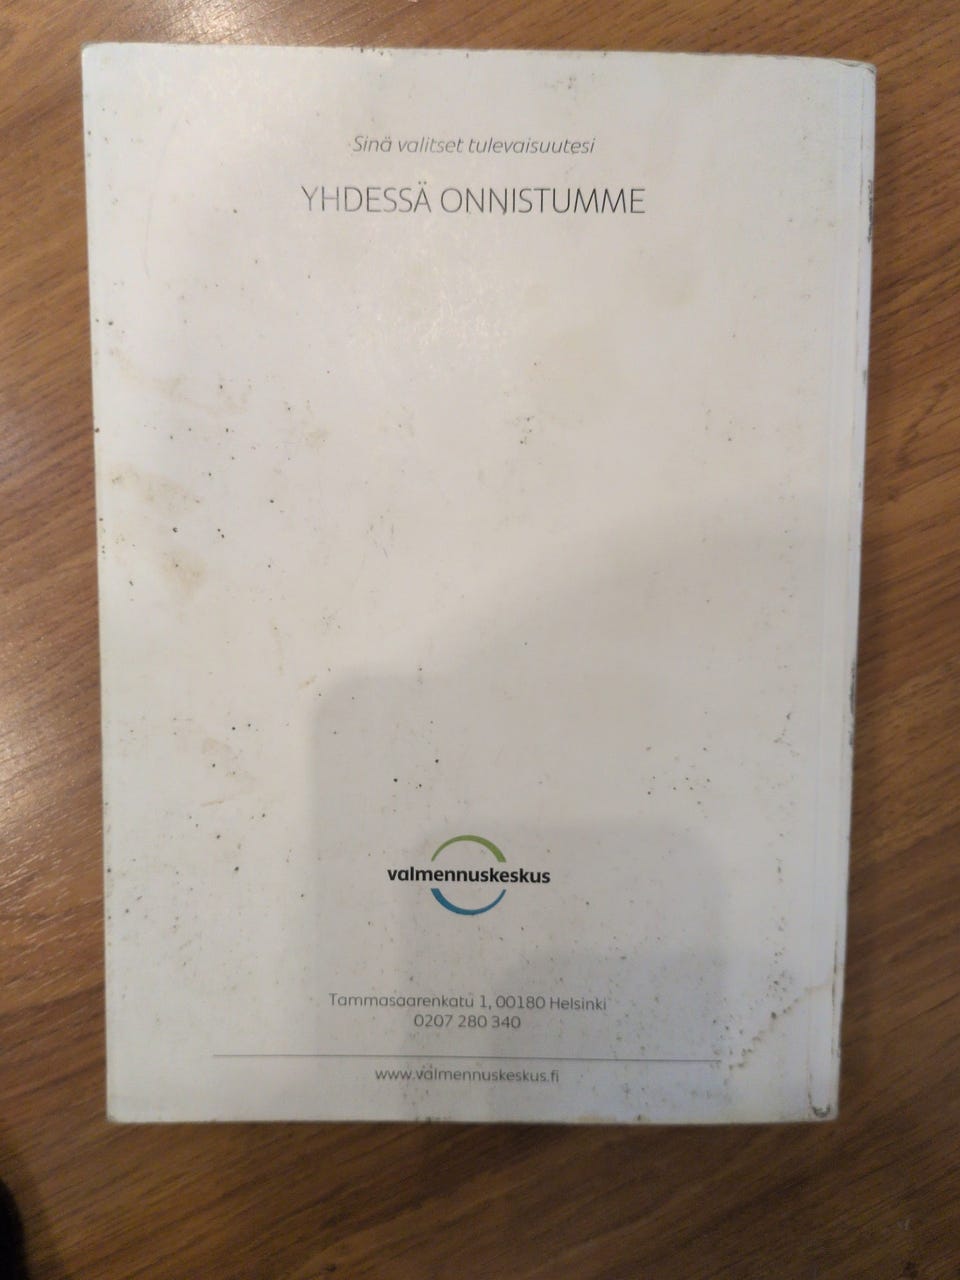 Sinä valitset tulevaisuutesi
YHDESSÄ ONNISTUMME
valmennuskeskus
Tammasaarenkatu 1, 00180 Helsinki
0207 280 340
www.valmennuskeskus.fi